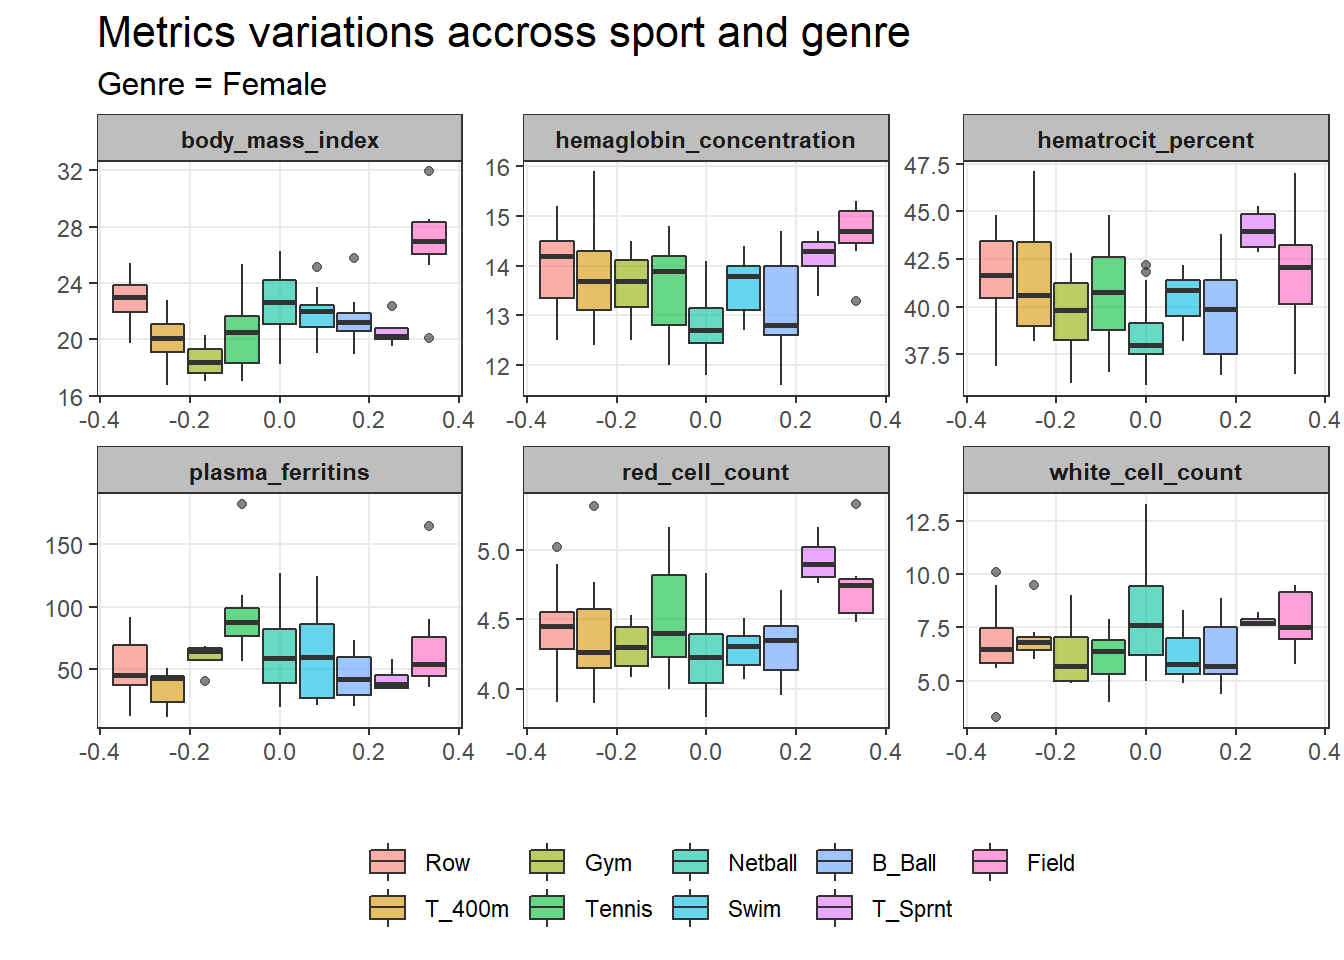 Metrics variations accross sport and genre
Genre = Female
body_mass_index hemaglobin_concentration hematrocit_percent
32
28
24
20
16
-0.4 -0.2 0.0 0.2 0.4
16
15
14
13
12
-0.4 -0.2 0.0 0.2 0.4
47.5
45.0
42.5
40.0
37.5
-0.4 -0.2 0.0 0.2 0.4
plasma_ferritins red_cell_count white_cell_count
150
100
50
-0.4 -0.2 0.0 0.2 0.4
5.0
4.5
4.0
-0.4 -0.2 0.0 0.2 0.4
12.5
10.0
7.5
5.0
-0.4 -0.2 0.0 0.2 0.4
Row Gym Netball B_Ball Field
T_400m Tennis Swim T_Sprnt